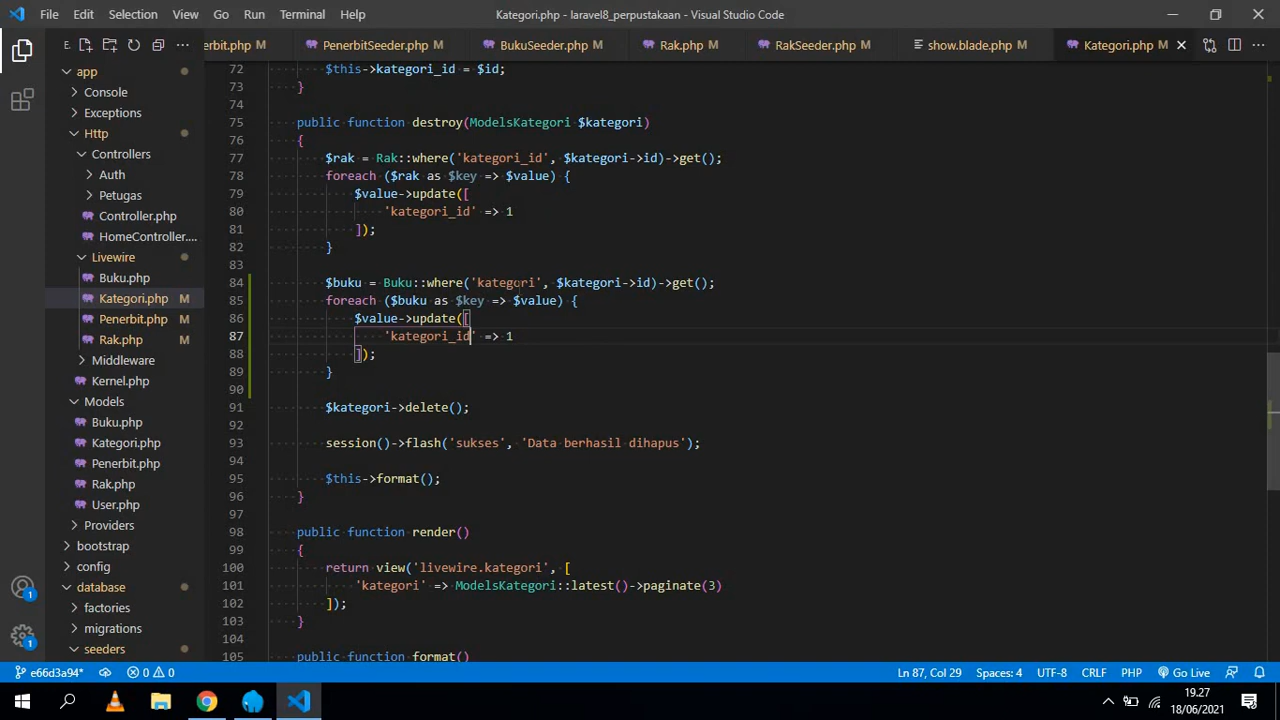 File Edit Selection View Go Run Terminal Help
Kategori.php - laravel8_perpustakaan - Visual Studio Code
E.
erbit.php M
PenerbitSeeder.php M
BukuSeeder.php M
Rak.php M
RakSeeder.php M
show.blade.php M
Kategori.php M
app
Console
Exceptions
Http
Controllers
Auth
Petugas
Controller.php
HomeController....
Livewire
Buku.php
Kategori.php M
Penerbit.php M
Rak.php M
Middleware
Kernel.php
Models
Buku.php
Kategori.php
Penerbit.php
Rak.php
User.php
Providers
bootstrap
config
database
factories
migrations
seeders
1
1
72 $this->kategori_id = $id;
73 }
74
75 public function destroy(ModelsKategori $kategori)
76 {
77 $rak = Rak::where('kategori_id', $kategori->id)->get();
78 foreach ($rak as $key => $value) {
79 $value->update([
80 'kategori_id' => 1
81 ]);
82 }
83
84 $buku = Buku::where('kategori', $kategori->id)->get();
85 foreach ($buku as $key => $value) {
86 $value->update([
87 'kategori_id' => 1
88 ]);
89 }
90
91 $kategori->delete();
92
93 session()->flash('sukses', 'Data berhasil dihapus');
94
95 $this->format();
96 }
97
98 public function render()
99 {
100 return view('livewire.kategori', [
101 'kategori' => ModelsKategori::latest()->paginate(3)
102 ]);
103 }
104
105 public function format()
e66d3a94* 0 0
Ln 87, Col 29 Spaces: 4 UTF-8 CRLF PHP Go Live
19.27
18/06/2021